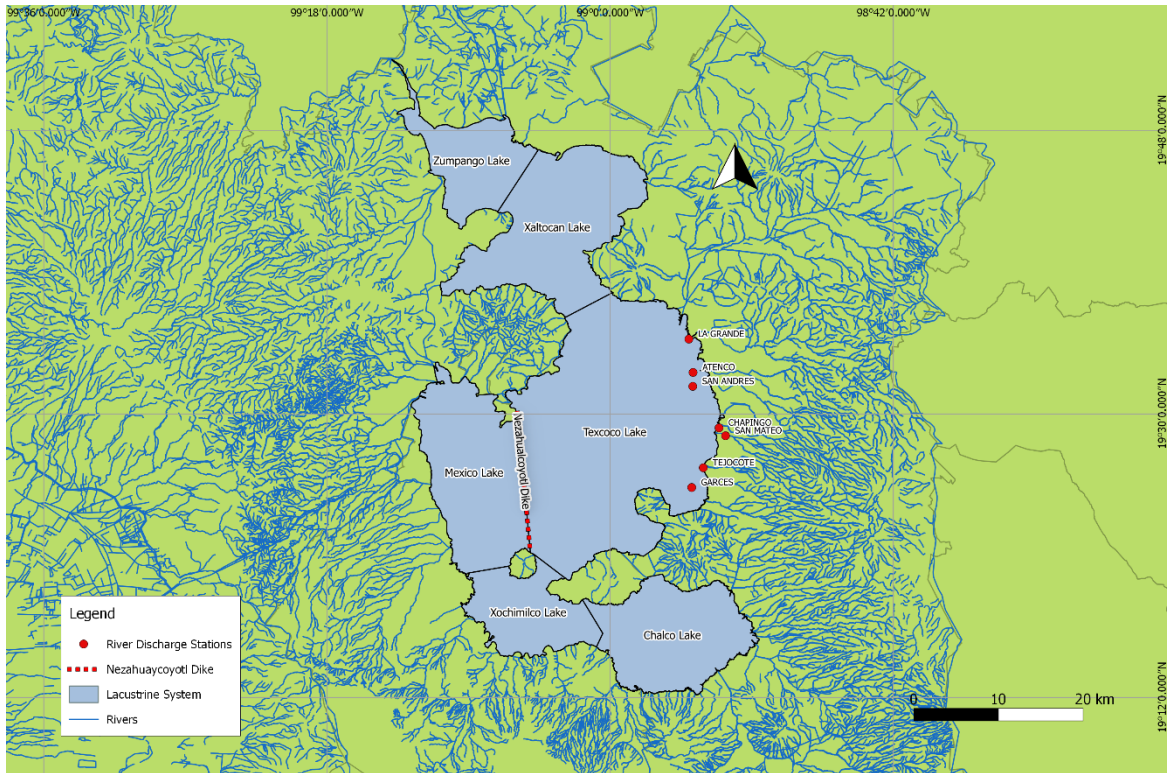 99°36'0.000"W
99°18'0.000"W
99°0'0.000"W
98°42'0.000"W
19°48'0.000"N
Zumpango Lake
Xaltocan Lake
LA GRANDE
ATENCO
SAN ANDRES
19°30'0.000"N
CHAPINGO
SAN MATEO
Texcoco Lake
Nezahualcoyotl Dike
Mexico Lake
TEJOCOTE
GARCES
Xochimilco Lake
Chalco Lake
Legend
River Discharge Stations
Nezahuaycoyotl Dike
Lacustrine System
Rivers
0 10 20 km
19°12'0.000"N